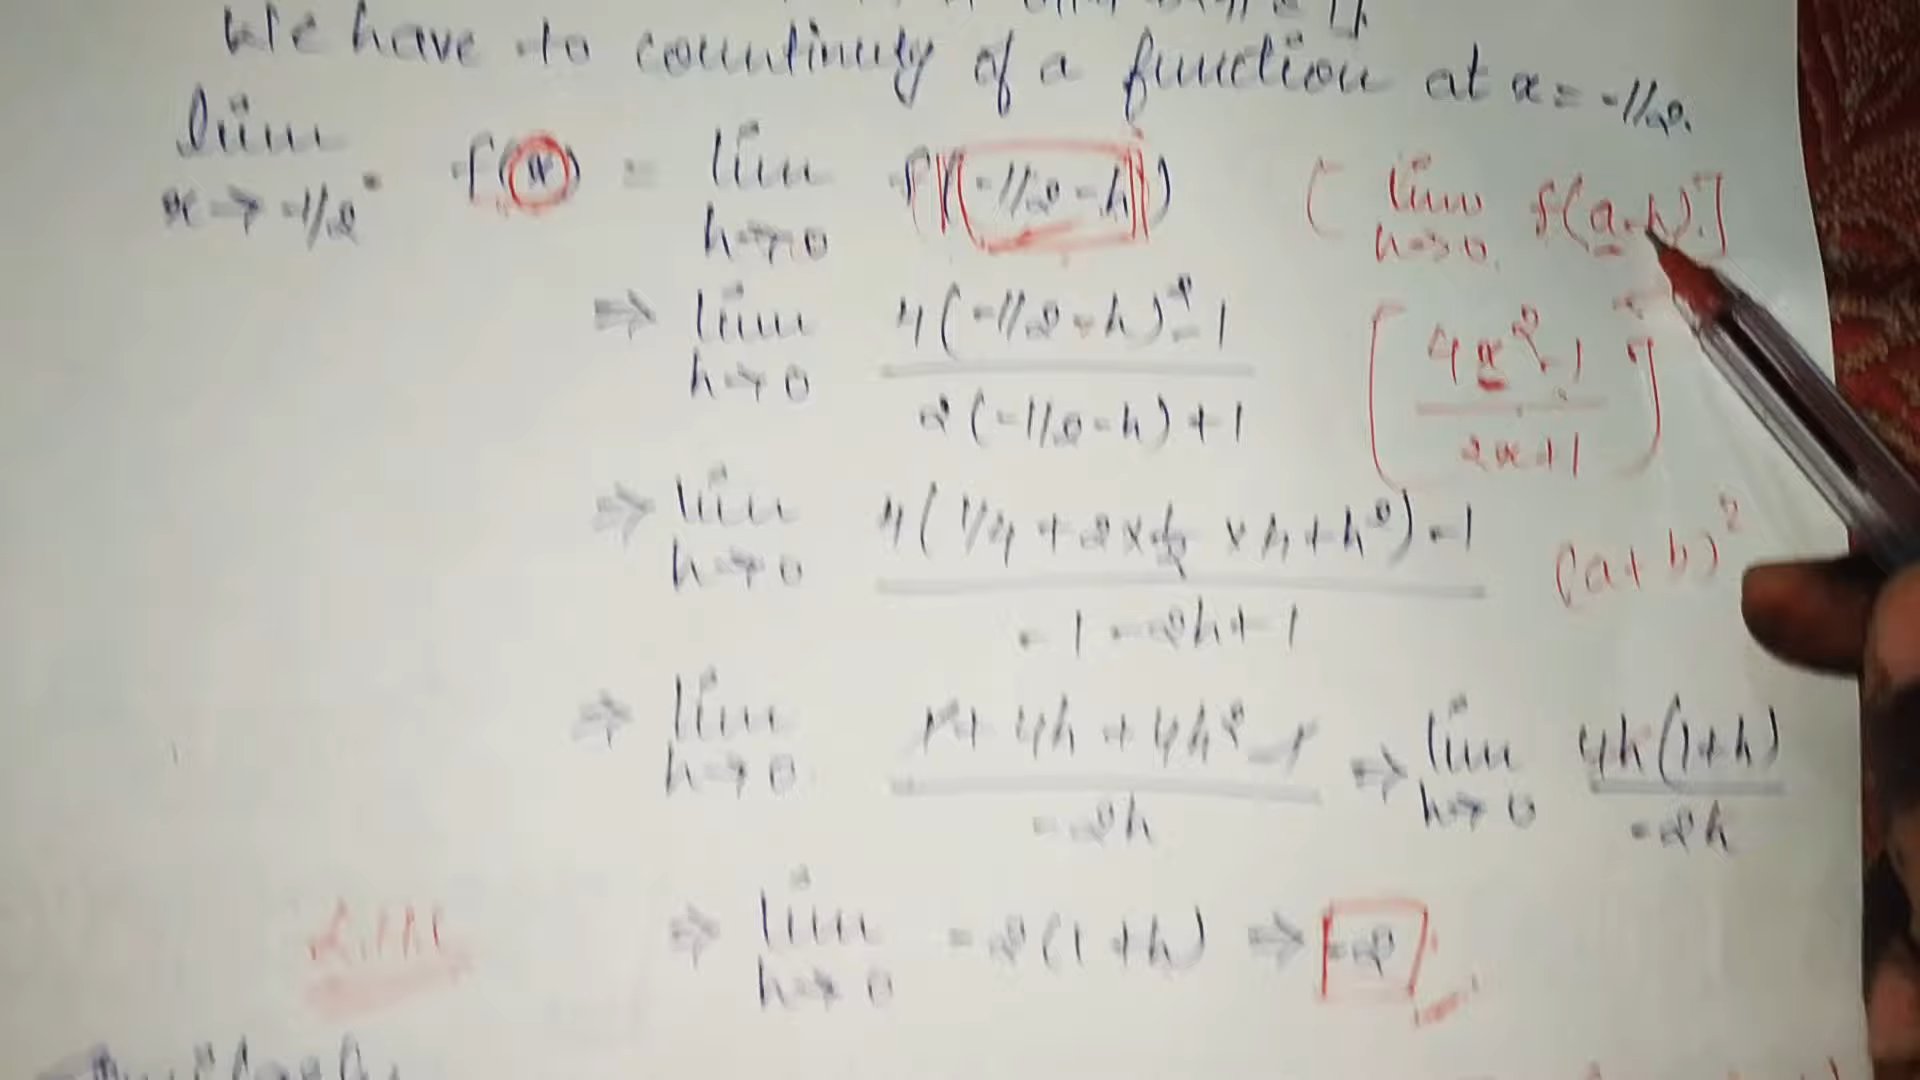 We have to countinuty of a function at x = -1/2.
lim x→-1/2⁻ f(x) = lim h→0 f(-1/2-h) [lim h→0 f(a-h).]
⇒ lim h→0 4(-1/2-h)²-1 / 2(-1/2-h)+1 [4x²-1 / 2x+1]
⇒ lim h→0 4(1/4+2×1/2×h+h²)-1 / -1-2h+1 (a+b)²
⇒ lim h→0 1+4h+4h²-1 / -2h ⇒ lim h→0 4h(1+h) / -2h
L.H.L ⇒ lim h→0 -2(1+h) ⇒ -2